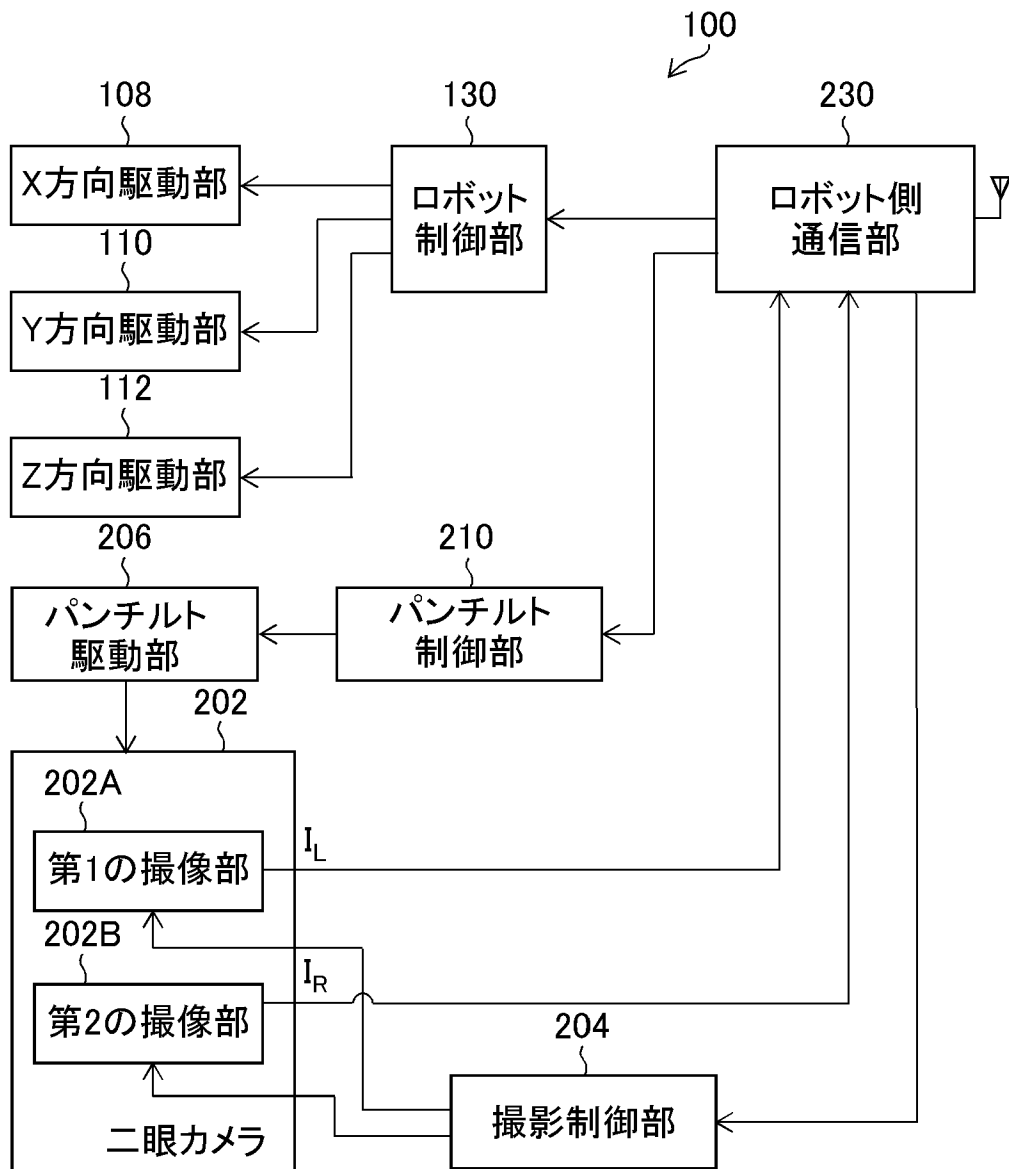 100
108
130
230
X方向駆動部
ロボット
制御部
ロボット側
通信部
110
Y方向駆動部
112
Z方向駆動部
206
210
パンチルト
駆動部
パンチルト
制御部
202
202A
第1の撮像部
I_L
202B
第2の撮像部
I_R
204
撮影制御部
二眼カメラ